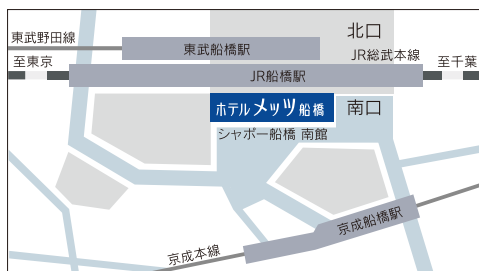 北口
東武野田線
東武船橋駅
JR総武本線
至東京
至千葉
JR船橋駅
ホテルメッツ船橋
南口
シャポー船橋 南館
京成船橋駅
京成本線